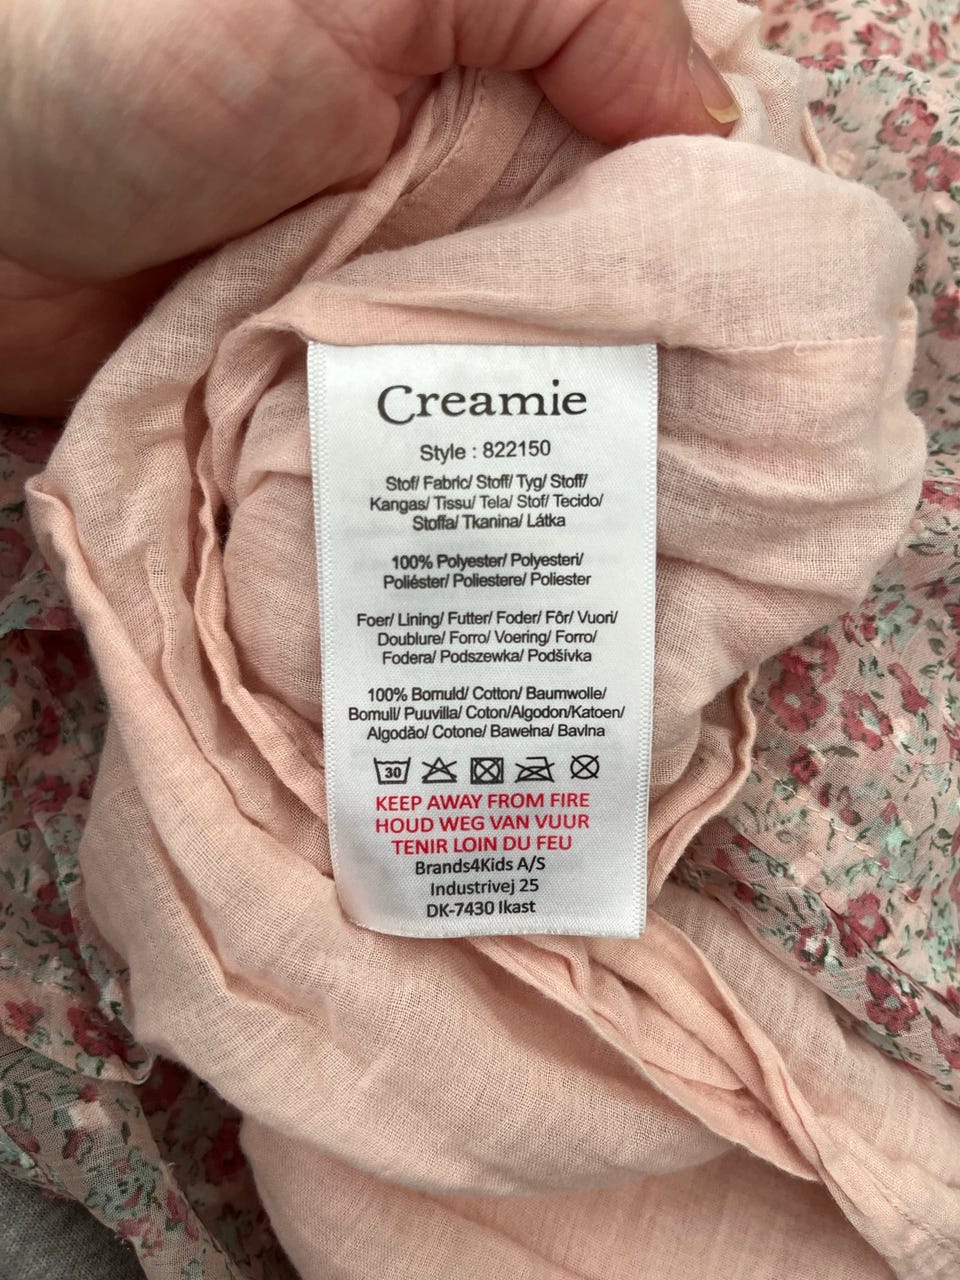 Creamie
Style : 822150
Stof/ Fabric/ Stoff/ Tyg/ Stoff/
Kangas/ Tissu/ Tela/ Stof/ Tecido/
Stoffa/ Tkanina/ Látka
100% Polyester/ Polyesteri/
Poliéster/ Poliestere/ Poliester
Foer/ Lining/ Futter/ Foder/ Fôr/ Vuori/
Doublure/ Forro/ Voering/ Forro/
Fodera/ Podszewka/ Podšívka
100% Bomuld/ Cotton/ Baumwolle/
Bomull/ Puuvilla/ Coton/Algodon/Katoen/
Algodão/ Cotone/ Bawełna/ Bavlna
30
KEEP AWAY FROM FIRE
HOUD WEG VAN VUUR
TENIR LOIN DU FEU
Brands4Kids A/S
Industrivej 25
DK-7430 Ikast